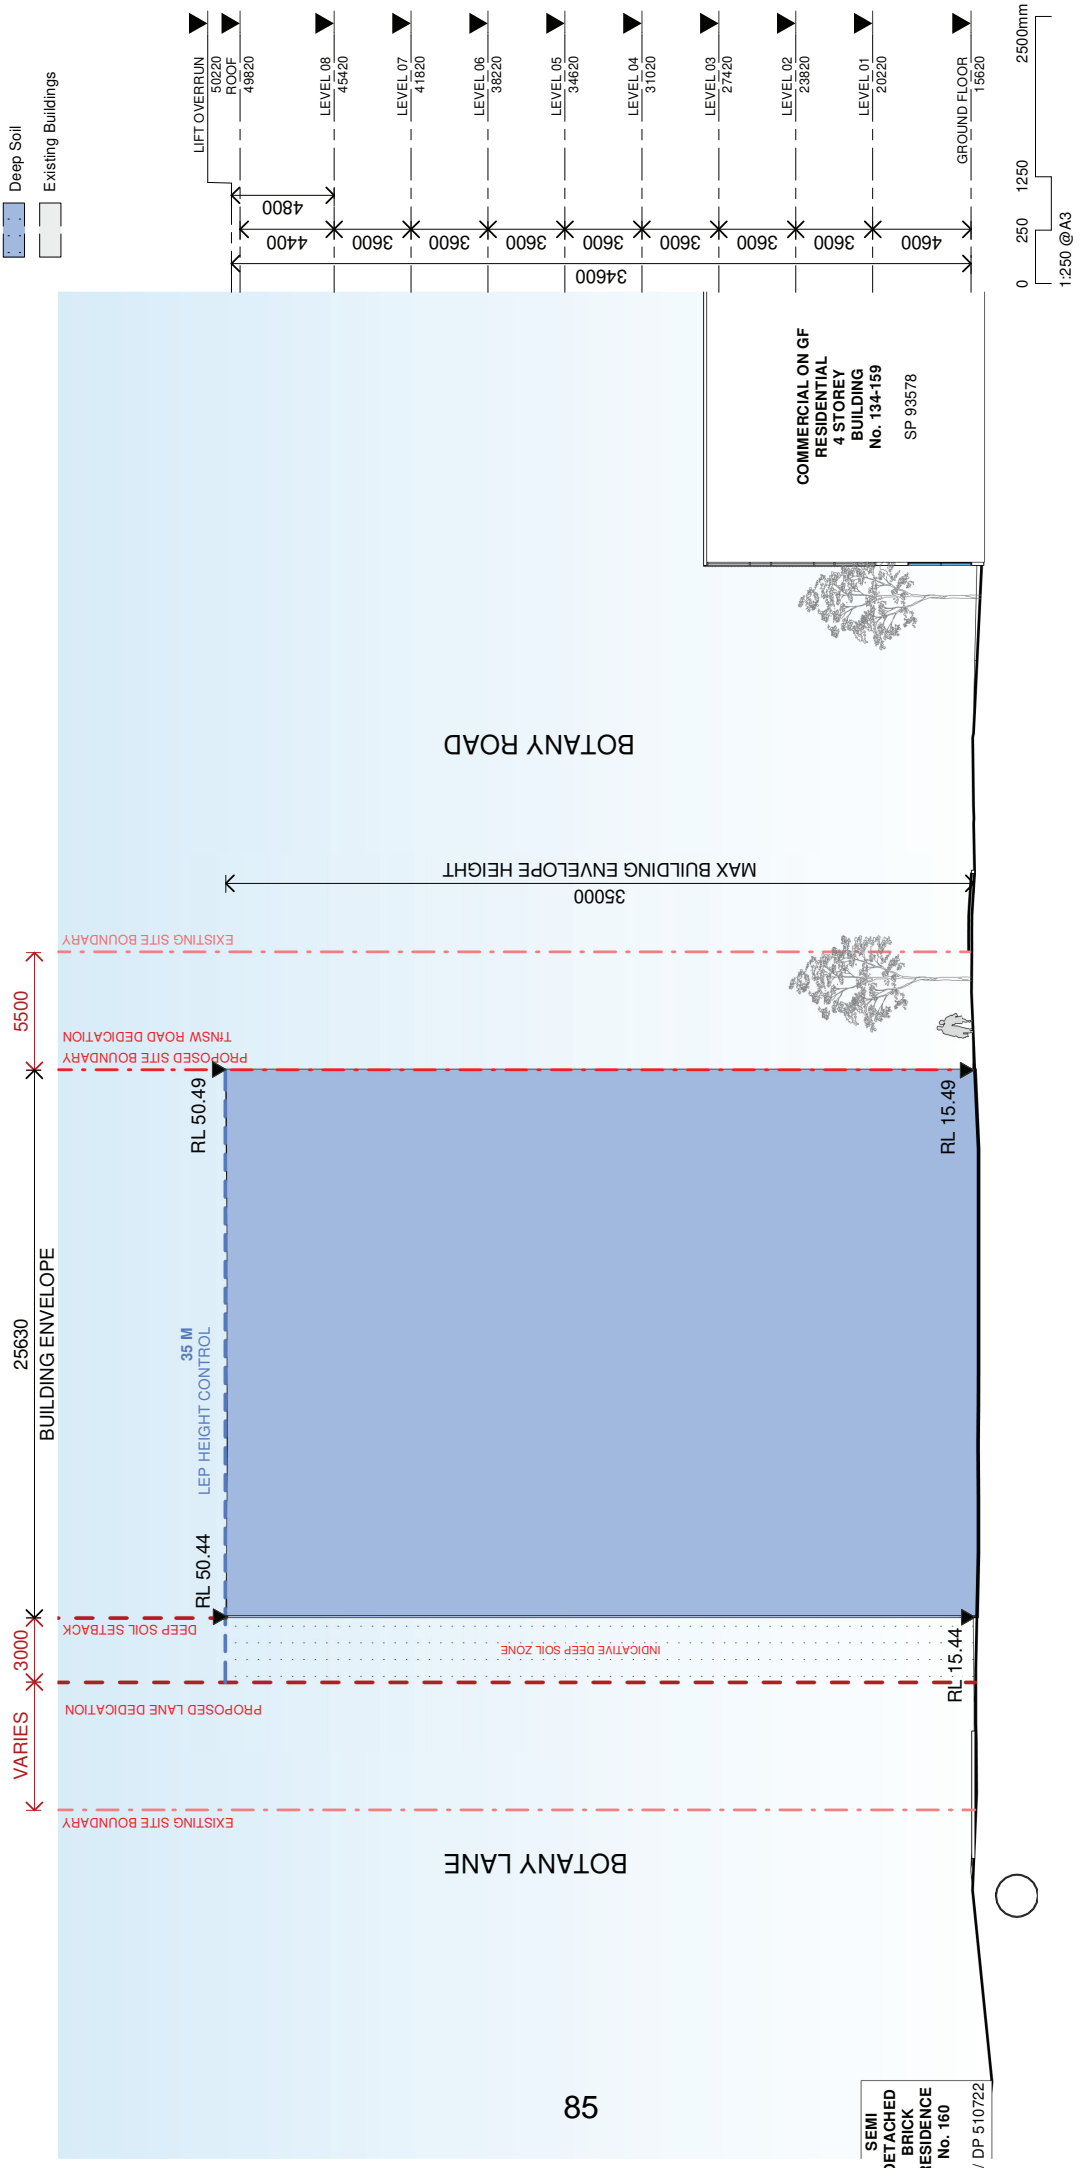 Deep Soil
Existing Buildings
LIFT OVERRUN
50220
ROOF
49820
LEVEL 08
45420
LEVEL 07
41820
LEVEL 06
38220
LEVEL 05
34620
LEVEL 04
31020
LEVEL 03
27420
LEVEL 02
23820
LEVEL 01
20220
GROUND FLOOR
15620
4800
4400
3600
3600
3600
3600
3600
3600
3600
4600
34600
0
250
1250
2500mm
1:250 @A3
COMMERCIAL ON GF
RESIDENTIAL
4 STOREY
BUILDING
No. 134-159
SP 93578
BOTANY ROAD
MAX BUILDING ENVELOPE HEIGHT
35000
EXISTING SITE BOUNDARY
5500
TfNSW ROAD DEDICATION
PROPOSED SITE BOUNDARY
RL 50.49
RL 15.49
25630
BUILDING ENVELOPE
35 M
LEP HEIGHT CONTROL
RL 50.44
RL 15.44
3000
DEEP SOIL SETBACK
INDICATIVE DEEP SOIL ZONE
VARIES
PROPOSED LANE DEDICATION
EXISTING SITE BOUNDARY
BOTANY LANE
85
SEMI
DETACHED
BRICK
RESIDENCE
No. 160
/ DP 510722